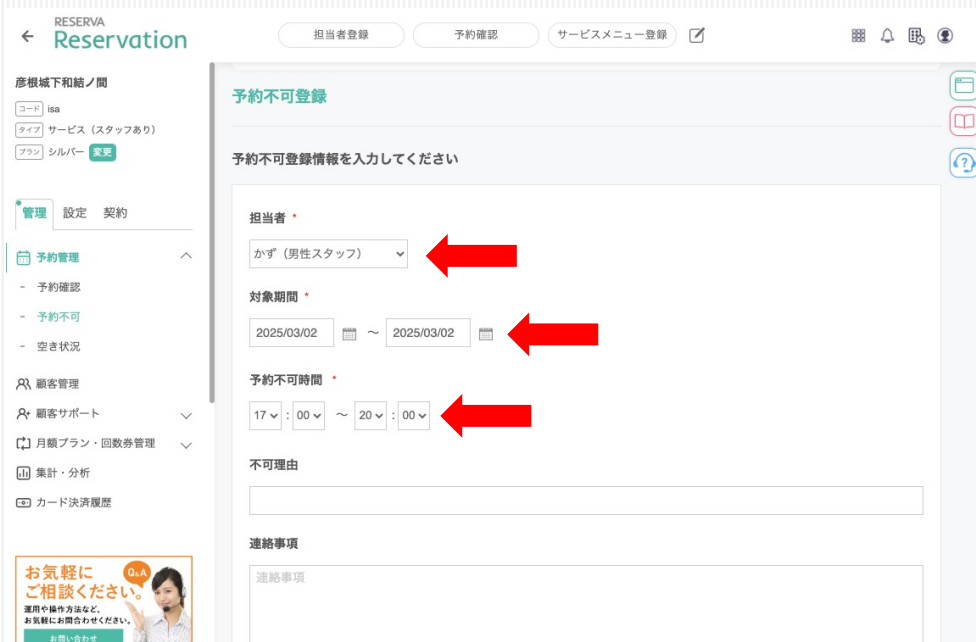 RESERVA
Reservation
担当者登録
予約確認
サービスメニュー登録
彦根城下和結ノ間
コード isa
タイプ サービス（スタッフあり）
プラン シルバー 変更
管理 設定 契約
予約管理
- 予約確認
- 予約不可
- 空き状況
顧客管理
顧客サポート
月額プラン・回数券管理
集計・分析
カード決済履歴
お気軽に
ご相談ください。
Q&A
運用や操作方法など、
お気軽にお問合わせください。
お問い合わせ
予約不可登録
予約不可登録情報を入力してください
担当者 *
かず（男性スタッフ）
対象期間 *
2025/03/02 ～ 2025/03/02
予約不可時間 *
17 : 00 ～ 20 : 00
不可理由
連絡事項
連絡事項